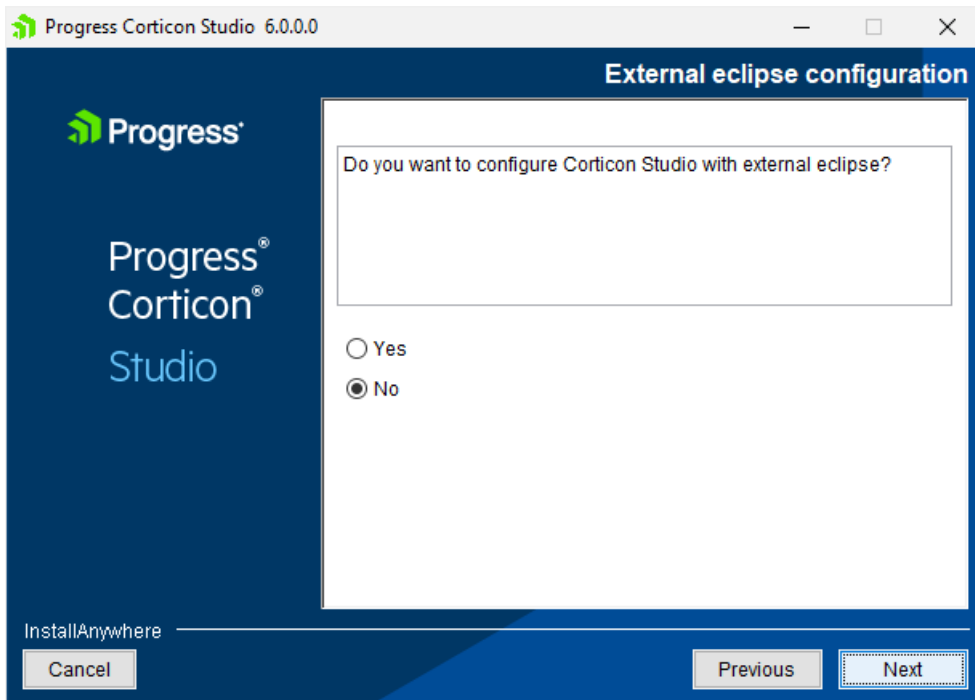 Progress Corticon Studio 6.0.0.0
External eclipse configuration
Progress
Do you want to configure Corticon Studio with external eclipse?
Progress®
Corticon®
Studio
Yes
No
InstallAnywhere
Cancel
Previous
Next